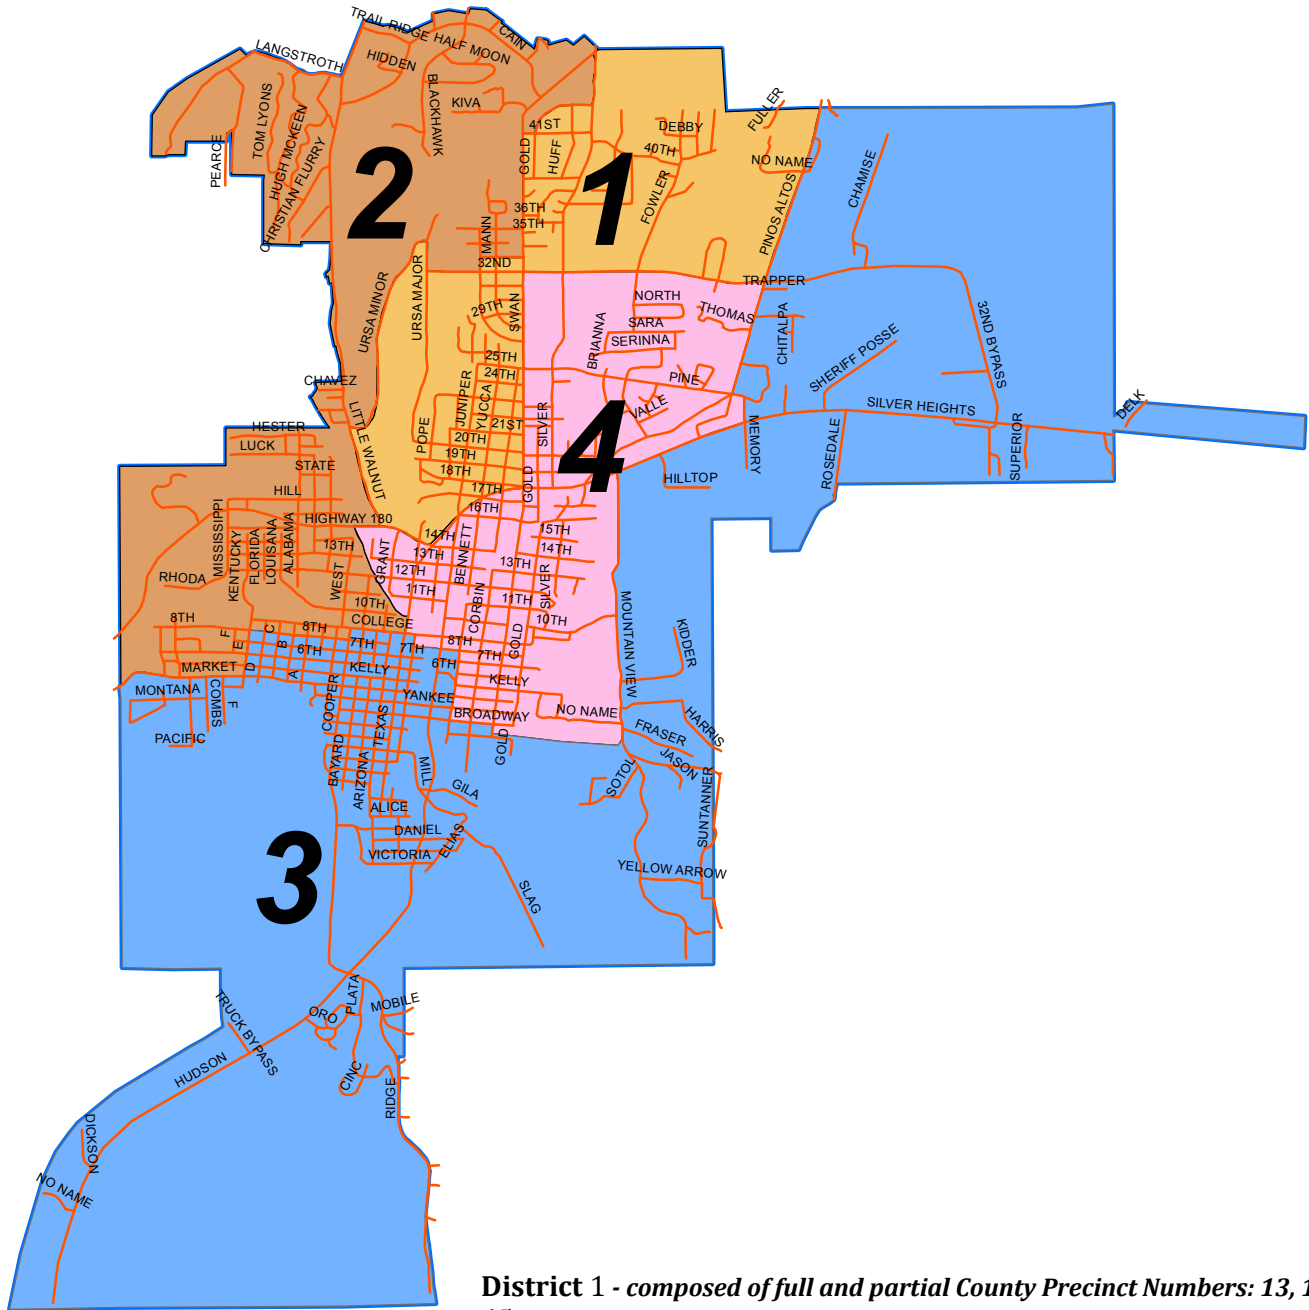 TRAIL RIDGE
HALF MOON
CAIN
LANGSTROTH
HIDDEN
BLACKHAWK
KIVA
TOM LYONS
HUGH MCKEEN
CHRISTIAN FLURRY
PEARCE
2
1
41ST
GOLD
HUFF
DEBBY
40TH
FULLER
NO NAME
FOWLER
PINOS ALTOS
CHAMISE
36TH
35TH
MANN
32ND
TRAPPER
URSA MINOR
URSA MAJOR
29TH
SWAN
NORTH
THOMAS
SARA
SERINNA
BRIANNA
CHITALPA
32ND BYPASS
SHERIFF POSSE
25TH
24TH
PINE
CHAVEZ
JUNIPER
YUCCA
VALLE
SILVER HEIGHTS
DELK
LITTLE WALNUT
POPE
21ST
SILVER
4
20TH
19TH
18TH
HESTER
LUCK
STATE
MEMORY
ROSEDALE
SUPERIOR
HILLTOP
HILL
17TH
GOLD
16TH
HIGHWAY 180
MISSISSIPPI
KENTUCKY
FLORIDA
LOUISANA
ALABAMA
13TH
GRANT
14TH
13TH
BENNETT
15TH
14TH
13TH
12TH
11TH
RHODA
WEST
10TH
CORBIN
11TH
SILVER
10TH
MOUNTAIN VIEW
KIDDER
8TH
F
E
C
8TH
COLLEGE
B
6TH
7TH
7TH
8TH
GOLD
6TH
7TH
MARKET
D
A
KELLY
KELLY
MONTANA
COMBS
F
COOPER
YANKEE
BROADWAY
NO NAME
TEXAS
HARRIS
FRASER
PACIFIC
GOLD
JASON
BAYARD
ARIZONA
MILL
GILA
SOTOL
SUNTANNER
ALICE
DANIEL
ELIAS
VICTORIA
3
YELLOW ARROW
SLAG
PLATA
MOBILE
ORO
TRUCK BYPASS
HUDSON
CINC
RIDGE
DICKSON
NO NAME
District 1 - composed of full and partial County Precinct Numbers: 13, 1